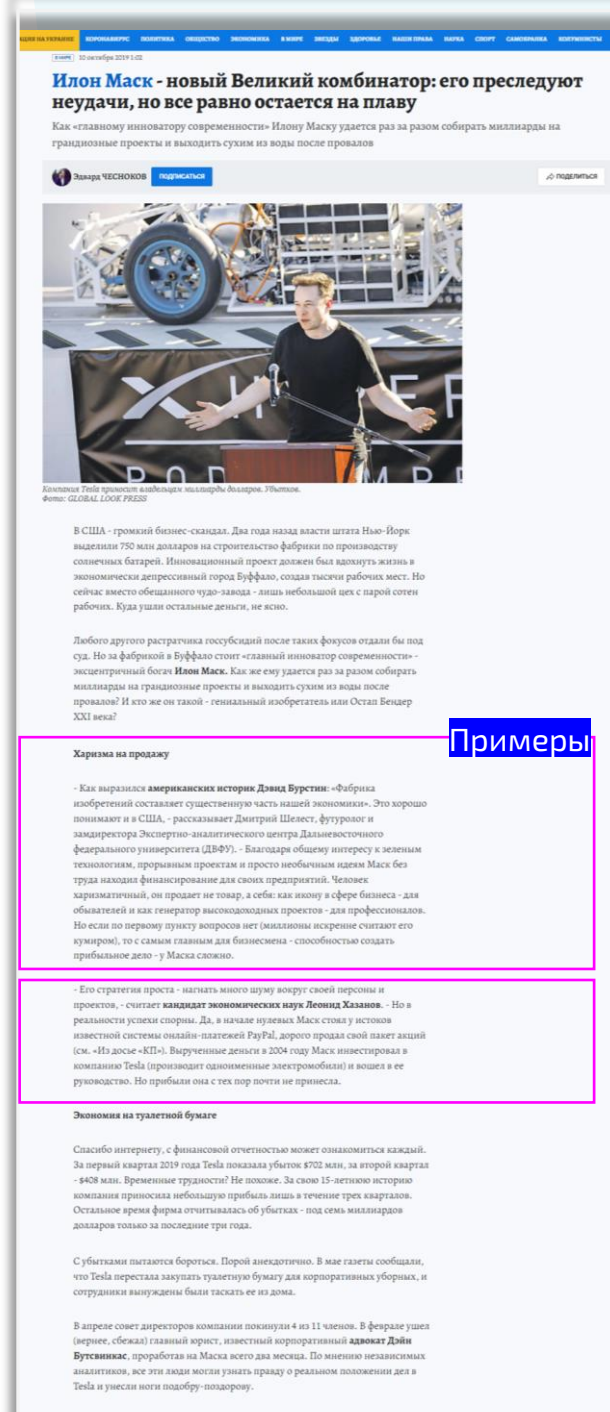 АЦИЯ НА УКРАИНЕ КОРОНАВИРУС ПОЛИТИКА ОБЩЕСТВО ЭКОНОМИКА В МИРЕ ЗВЕЗДЫ ЗДОРОВЬЕ НАШИ ПРАВА НАУКА СПОРТ САМООБРАНКА КОЛУМНИСТЫ
В МИРЕ 10 октября 2019 1:02
Илон Маск - новый Великий комбинатор: его преследуют
неудачи, но все равно остается на плаву
Как «главному инноватору современности» Илону Маску удается раз за разом собирать миллиарды на
грандиозные проекты и выходить сухим из воды после провалов
Эдвард ЧЕСНОКОВ ПОДПИСАТЬСЯ ПОДЕЛИТЬСЯ
Компания Tesla приносит владельцам миллиарды долларов. Убытков.
Фото: GLOBAL LOOK PRESS
В США - громкий бизнес-скандал. Два года назад власти штата Нью-Йорк
выделили 750 млн долларов на строительство фабрики по производству
солнечных батарей. Инновационный проект должен был вдохнуть жизнь в
экономически депрессивный город Буффало, создав тысячи рабочих мест. Но
сейчас вместо обещанного чудо-завода - лишь небольшой цех с парой сотен
рабочих. Куда ушли остальные деньги, не ясно.
Любого другого растратчика госсубсидий после таких фокусов отдали бы под
суд. Но за фабрикой в Буффало стоит «главный инноватор современности» -
эксцентричный богач Илон Маск. Как же ему удается раз за разом собирать
миллиарды на грандиозные проекты и выходить сухим из воды после
провалов? И кто же он такой - гениальный изобретатель или Остап Бендер
XXI века?
Примеры
Харизма на продажу
- Как выразился американских историк Дэвид Бурстин: «Фабрика
изобретений составляет существенную часть нашей экономики». Это хорошо
понимают и в США, - рассказывает Дмитрий Шелест, футуролог и
замдиректора Экспертно-аналитического центра Дальневосточного
федерального университета (ДВФУ). - Благодаря общему интересу к зеленым
технологиям, прорывным проектам и просто необычным идеям Маск без
труда находил финансирование для своих предприятий. Человек
харизматичный, он продает не товар, а себя: как икону в сфере бизнеса - для
обывателей и как генератор высокодоходных проектов - для профессионалов.
Но если по первому пункту вопросов нет (миллионы искренне считают его
кумиром), то с самым главным для бизнесмена - способностью создать
прибыльное дело - у Маска сложно.
- Его стратегия проста - нагнать много шуму вокруг своей персоны и
проектов, - считает кандидат экономических наук Леонид Хазанов. - Но в
реальности успехи спорны. Да, в начале нулевых Маск стоял у истоков
известной системы онлайн-платежей PayPal, дорого продал свой пакет акций
(см. «Из досье «КП»). Вырученные деньги в 2004 году Маск инвестировал в
компанию Tesla (производит одноименные электромобили) и вошел в ее
руководство. Но прибыли она с тех пор почти не принесла.
Экономия на туалетной бумаге
Спасибо интернету, с финансовой отчетностью может ознакомиться каждый.
За первый квартал 2019 года Tesla показала убыток $702 млн, за второй квартал
- $408 млн. Временные трудности? Не похоже. За свою 15-летнюю историю
компания приносила небольшую прибыль лишь в течение трех кварталов.
Остальное время фирма отчитывалась об убытках - под семь миллиардов
долларов только за последние три года.
С убытками пытаются бороться. Порой анекдотично. В мае газеты сообщали,
что Tesla перестала закупать туалетную бумагу для корпоративных уборных, и
сотрудники вынуждены были таскать ее из дома.
В апреле совет директоров компании покинули 4 из 11 членов. В феврале ушел
(вернее, сбежал) главный юрист, известный корпоративный адвокат Дэйн
Бутсвинкас, проработав на Маска всего два месяца. По мнению независимых
аналитиков, все эти люди могли узнать правду о реальном положении дел в
Tesla и унесли ноги подобру-поздорову.